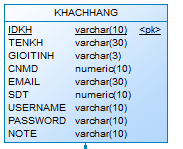 KHACHHANG
IDKH varchar(10) <pk>
TENKH varchar(30)
GIOITINH varchar(3)
CNMD numeric(10)
EMAIL varchar(30)
SDT numeric(10)
USERNAME varchar(10)
PASSWORD varchar(10)
NOTE varchar(10)